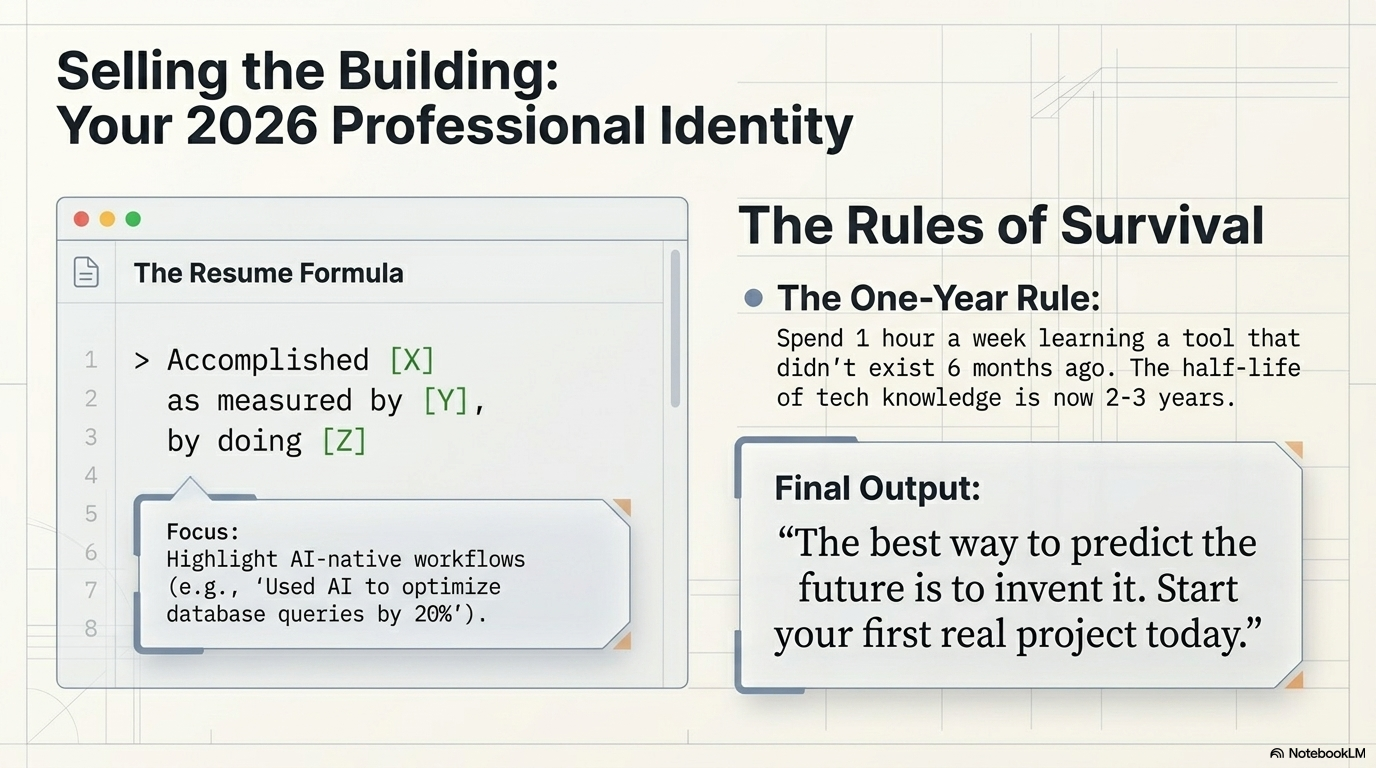 Selling the Building:
Your 2026 Professional Identity
The Resume Formula
1 > Accomplished [X]
2 as measured by [Y],
3 by doing [Z]
4
5
6
7
8
Focus:
Highlight AI-native workflows
(e.g., ‘Used AI to optimize
database queries by 20%’).
The Rules of Survival
The One-Year Rule:
Spend 1 hour a week learning a tool that
didn’t exist 6 months ago. The half-life
of tech knowledge is now 2-3 years.
Final Output:
“The best way to predict the
future is to invent it. Start
your first real project today.”
NotebookLM